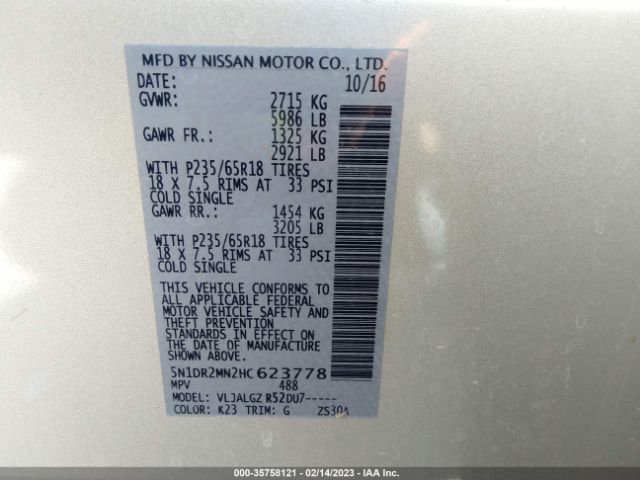 MFD BY NISSAN MOTOR CO., LTD.
DATE: 10/16
GVWR: 2715 KG
5986 LB
GAWR FR.: 1325 KG
2921 LB
WITH P235/65R18 TIRES
18 X 7.5 RIMS AT 33 PSI
COLD SINGLE
GAWR RR.: 1454 KG
3205 LB
WITH P235/65R18 TIRES
18 X 7.5 RIMS AT 33 PSI
COLD SINGLE
THIS VEHICLE CONFORMS TO
ALL APPLICABLE FEDERAL
MOTOR VEHICLE SAFETY AND
THEFT PREVENTION
STANDARDS IN EFFECT ON
THE DATE OF MANUFACTURE
SHOWN ABOVE.
5N1DR2MN2HC623778
MPV 488
MODEL: VLJALGZ R52DU7-----
COLOR: K23 TRIM: G ZS30A
000-35758121 - 02/14/2023 - IAA Inc.